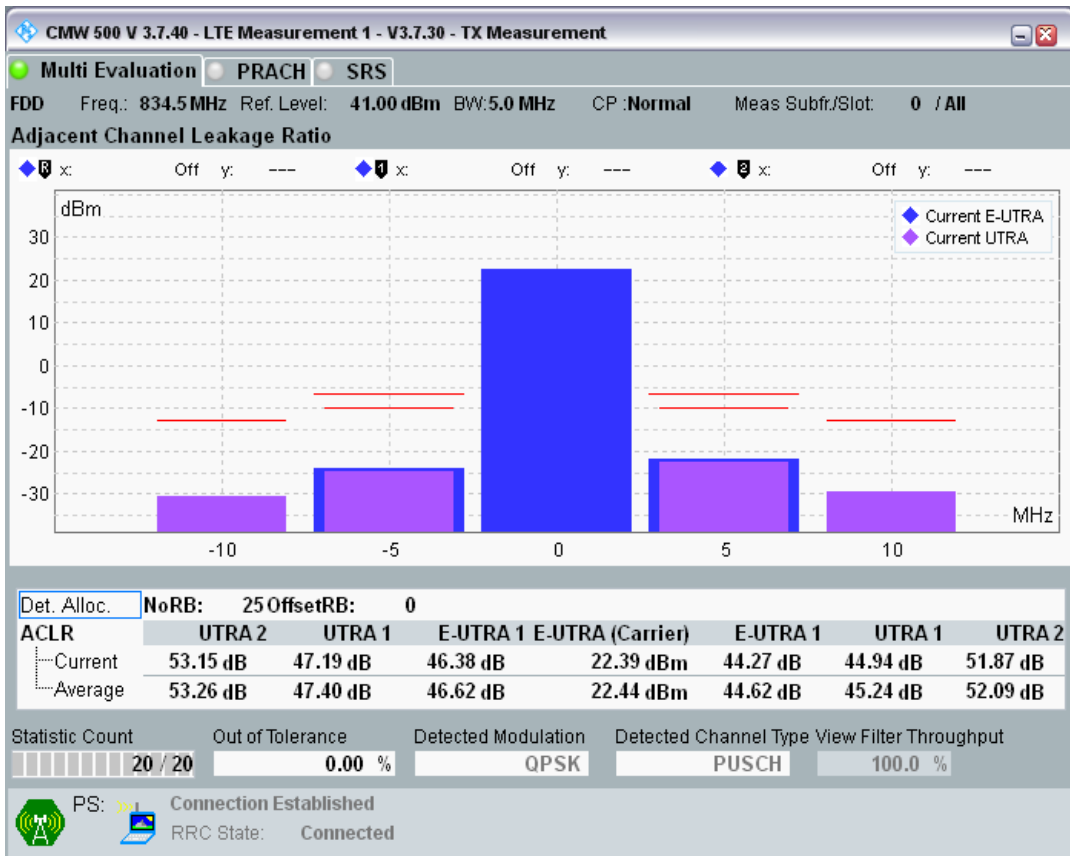 CMW 500 V 3.7.40 - LTE Measurement 1 - V3.7.30 - TX Measurement
Multi Evaluation PRACH SRS
FDD Freq.: 834.5 MHz Ref. Level: 41.00 dBm BW:5.0 MHz CP :Normal Meas Subfr./Slot: 0 / All
Adjacent Channel Leakage Ratio
R x: Off y: --- 1 x: Off y: --- 2 x: Off y: ---
dBm
Current E-UTRA
Current UTRA
30
20
10
0
-10
-20
-30
MHz
-10 -5 0 5 10
Det. Alloc. NoRB: 25 OffsetRB: 0
ACLR UTRA 2 UTRA 1 E-UTRA 1 E-UTRA (Carrier) E-UTRA 1 UTRA 1 UTRA 2
Current 53.15 dB 47.19 dB 46.38 dB 22.39 dBm 44.27 dB 44.94 dB 51.87 dB
Average 53.26 dB 47.40 dB 46.62 dB 22.44 dBm 44.62 dB 45.24 dB 52.09 dB
Statistic Count Out of Tolerance Detected Modulation Detected Channel Type View Filter Throughput
20 / 20 0.00 % QPSK PUSCH 100.0 %
PS: Connection Established
RRC State: Connected